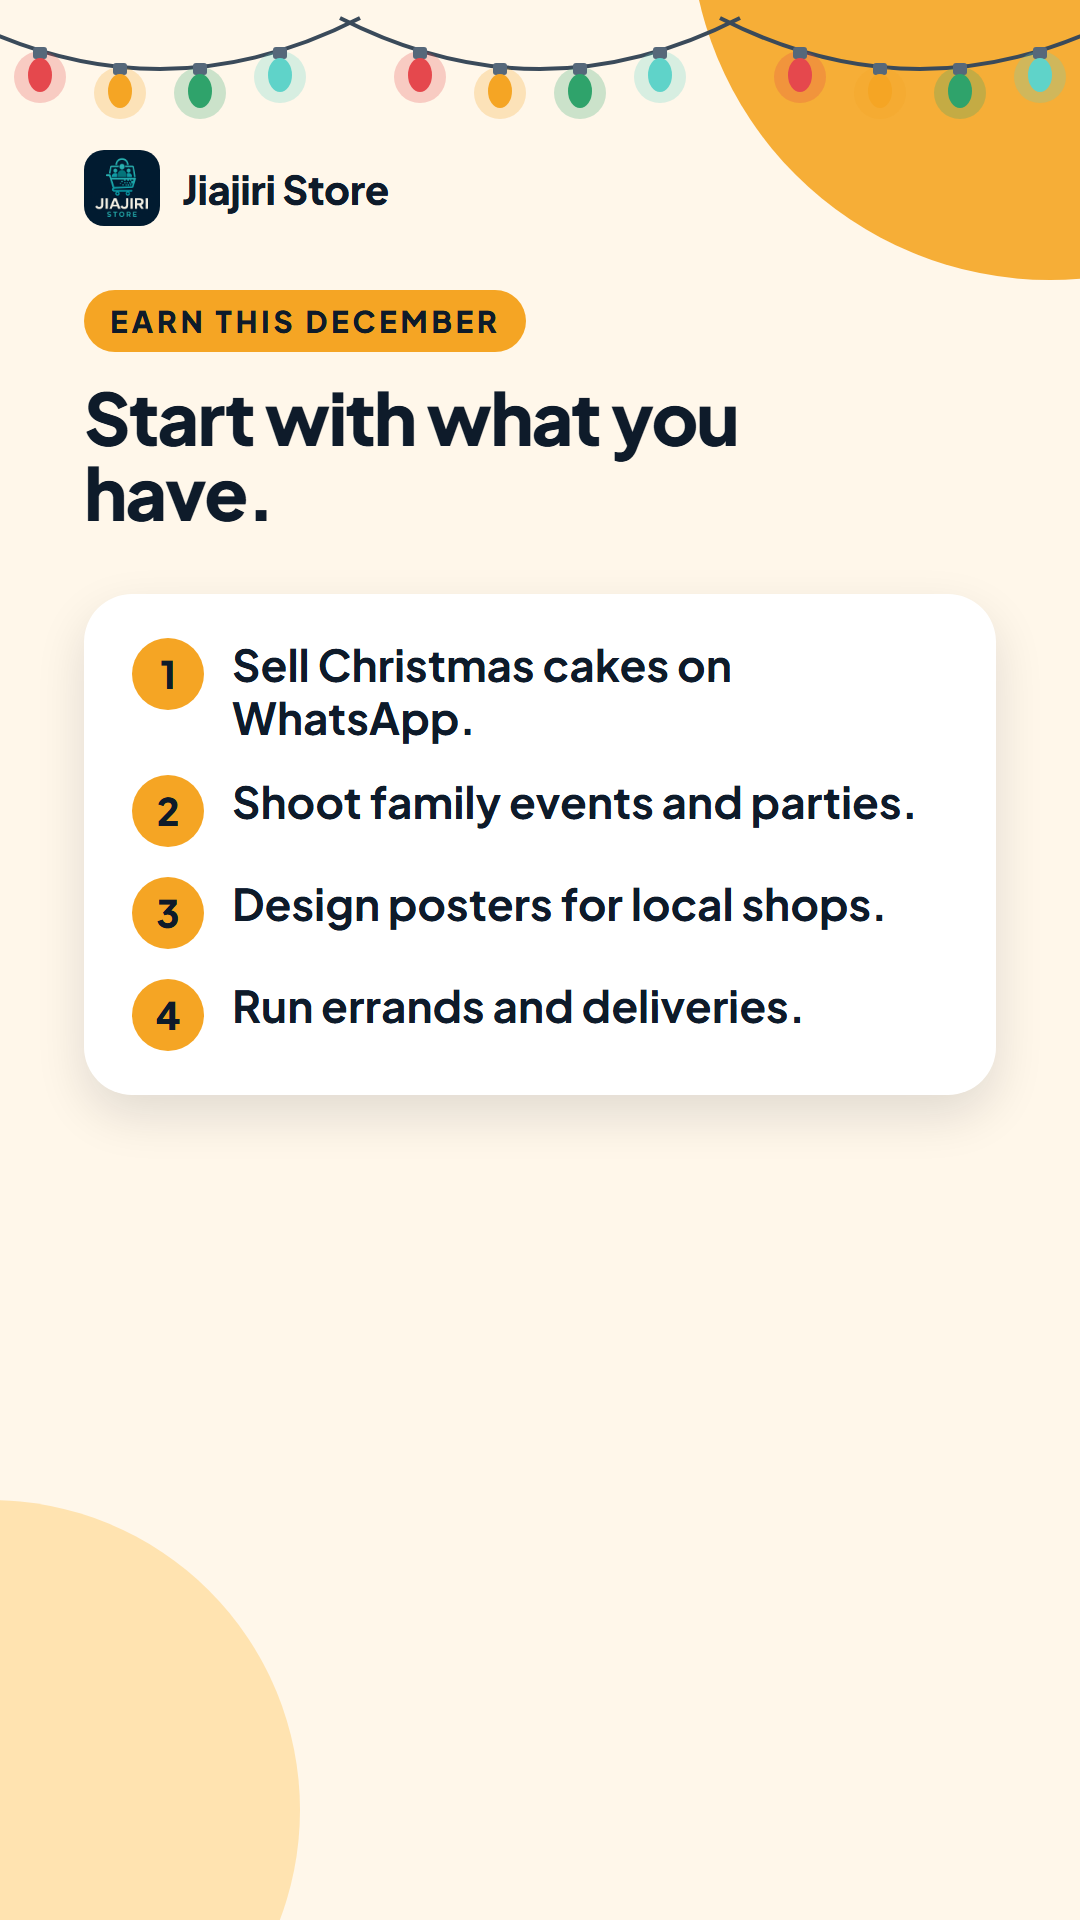 JIAJIRI
STORE
Jiajiri Store
EARN THIS DECEMBER
Start with what you
have.
1 Sell Christmas cakes on
WhatsApp.
2 Shoot family events and parties.
3 Design posters for local shops.
4 Run errands and deliveries.